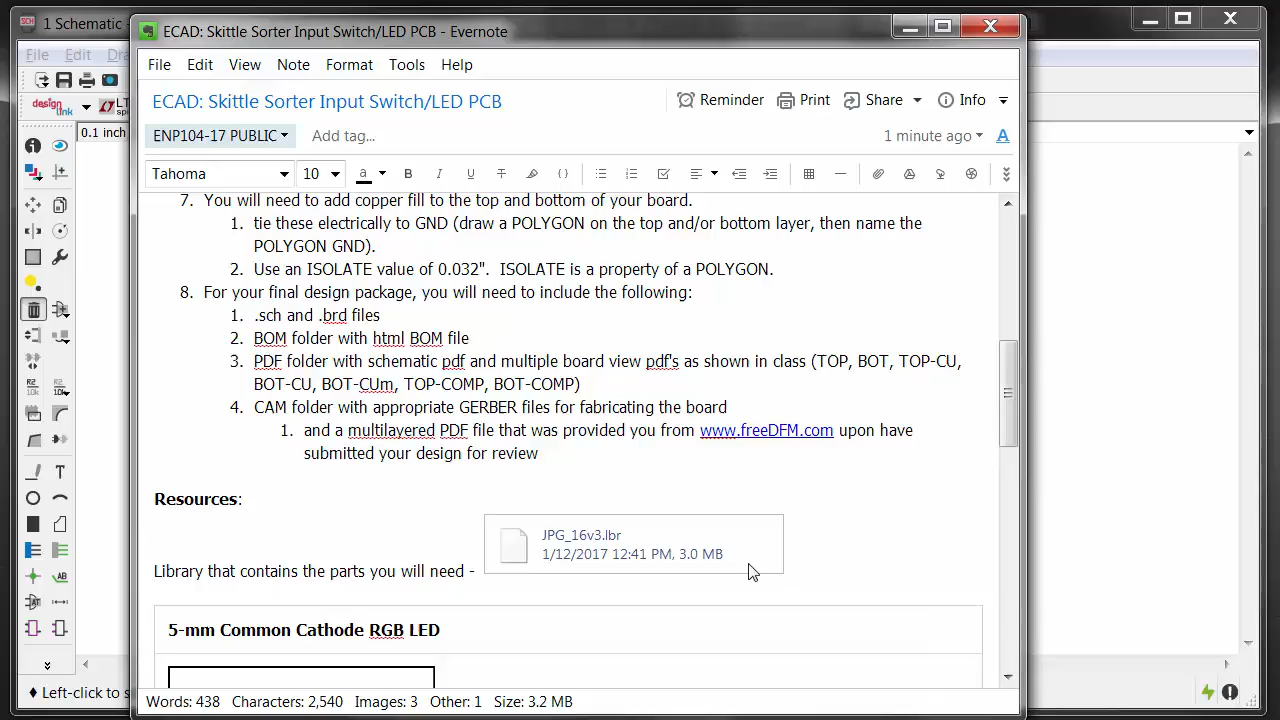 1 Schematic
ECAD: Skittle Sorter Input Switch/LED PCB - Evernote
File Edit Dra
File Edit View Note Format Tools Help
ECAD: Skittle Sorter Input Switch/LED PCB
Reminder Print Share Info
design link LT
0.1 inch
ENP104-17 PUBLIC Add tag... 1 minute ago A
Tahoma 10 a B I U T
7. You will need to add copper fill to the top and bottom of your board.
1. tie these electrically to GND (draw a POLYGON on the top and/or bottom layer, then name the
POLYGON GND).
2. Use an ISOLATE value of 0.032". ISOLATE is a property of a POLYGON.
8. For your final design package, you will need to include the following:
1. .sch and .brd files
2. BOM folder with html BOM file
3. PDF folder with schematic pdf and multiple board view pdf's as shown in class (TOP, BOT, TOP-CU,
BOT-CU, BOT-CUm, TOP-COMP, BOT-COMP)
4. CAM folder with appropriate GERBER files for fabricating the board
1. and a multilayered PDF file that was provided you from www.freeDFM.com upon have
submitted your design for review
Resources:
JPG_16v3.lbr
1/12/2017 12:41 PM, 3.0 MB
Library that contains the parts you will need -
5-mm Common Cathode RGB LED
Left-click to s
Words: 438 Characters: 2,540 Images: 3 Other: 1 Size: 3.2 MB